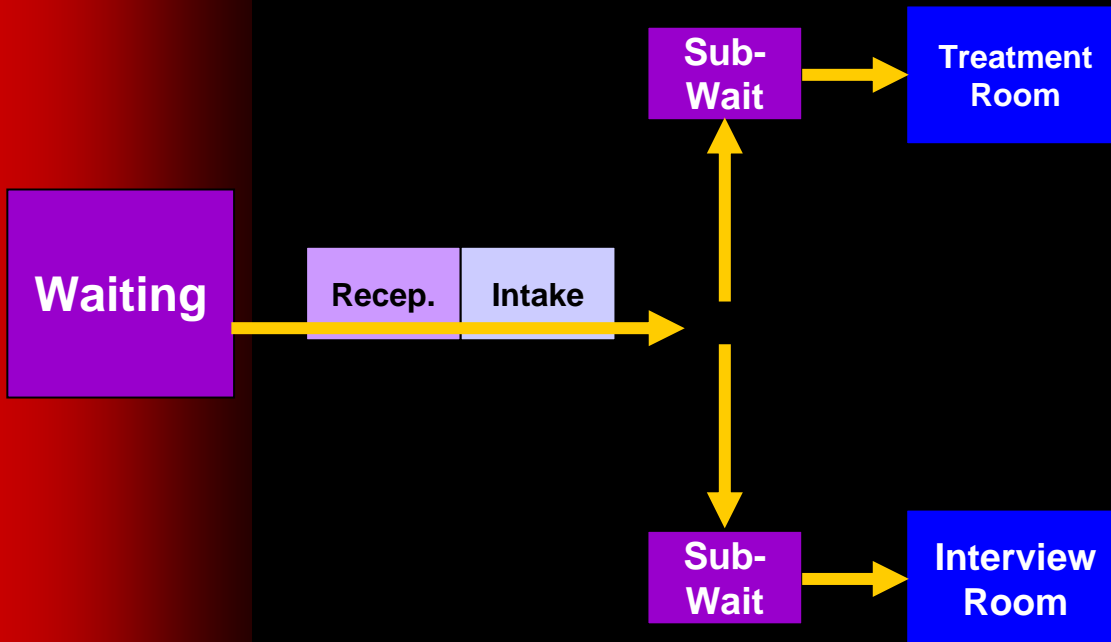 Waiting
Recep.
Intake
Sub-
Wait
Treatment
Room
Sub-
Wait
Interview
Room